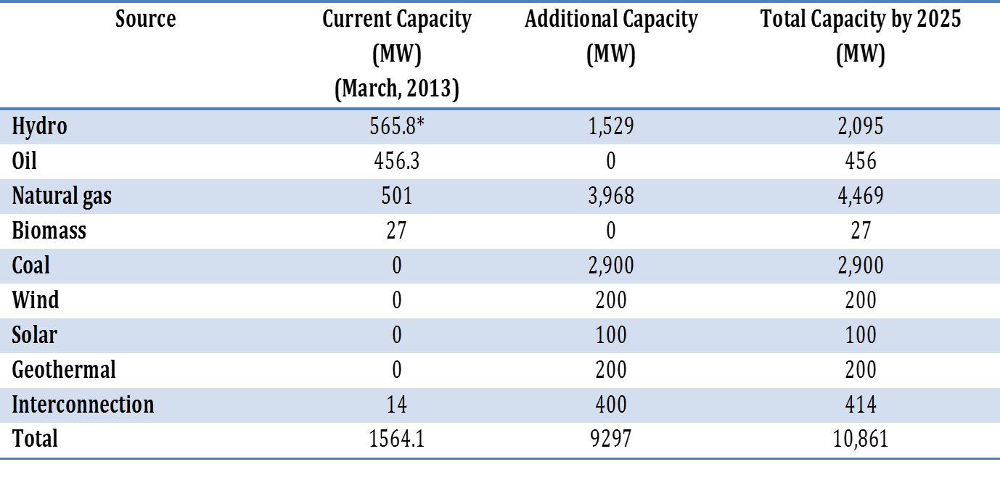 Source Current Capacity Additional Capacity Total Capacity by 2025
(MW) (MW) (MW)
(March, 2013)
Hydro 565.8* 1,529 2,095
Oil 456.3 0 456
Natural gas 501 3,968 4,469
Biomass 27 0 27
Coal 0 2,900 2,900
Wind 0 200 200
Solar 0 100 100
Geothermal 0 200 200
Interconnection 14 400 414
Total 1564.1 9297 10,861